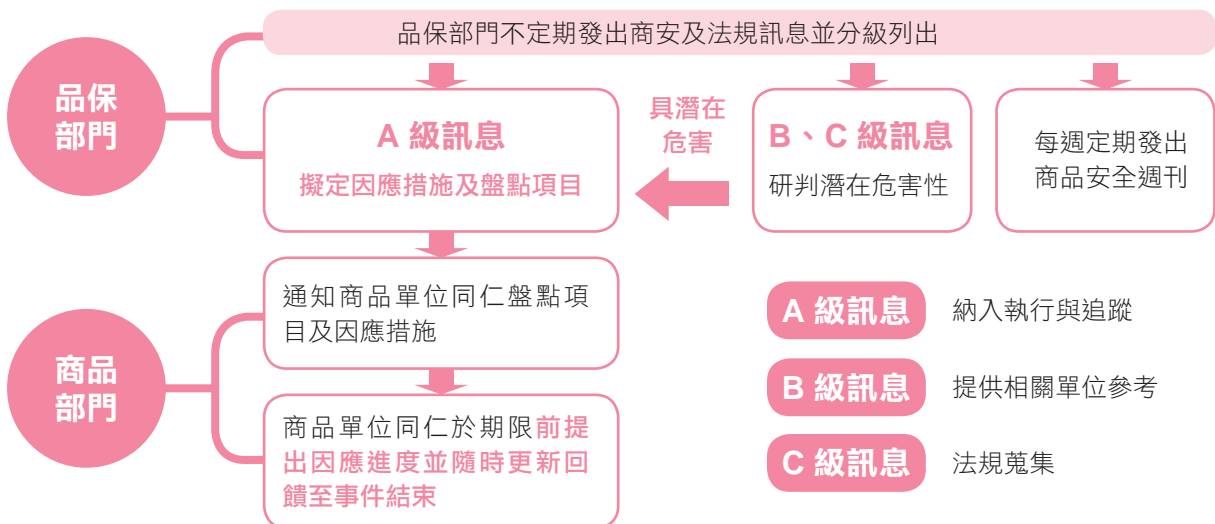 品保部門不定期發出商安及法規訊息並分級列出
品保
部門
A 級訊息
擬定因應措施及盤點項目
具潛在
危害
B、C 級訊息
研判潛在危害性
每週定期發出
商品安全週刊
商品
部門
通知商品單位同仁盤點項
目及因應措施
商品單位同仁於期限前提
出因應進度並隨時更新回
饋至事件結束
A 級訊息 納入執行與追蹤
B 級訊息 提供相關單位參考
C 級訊息 法規蒐集